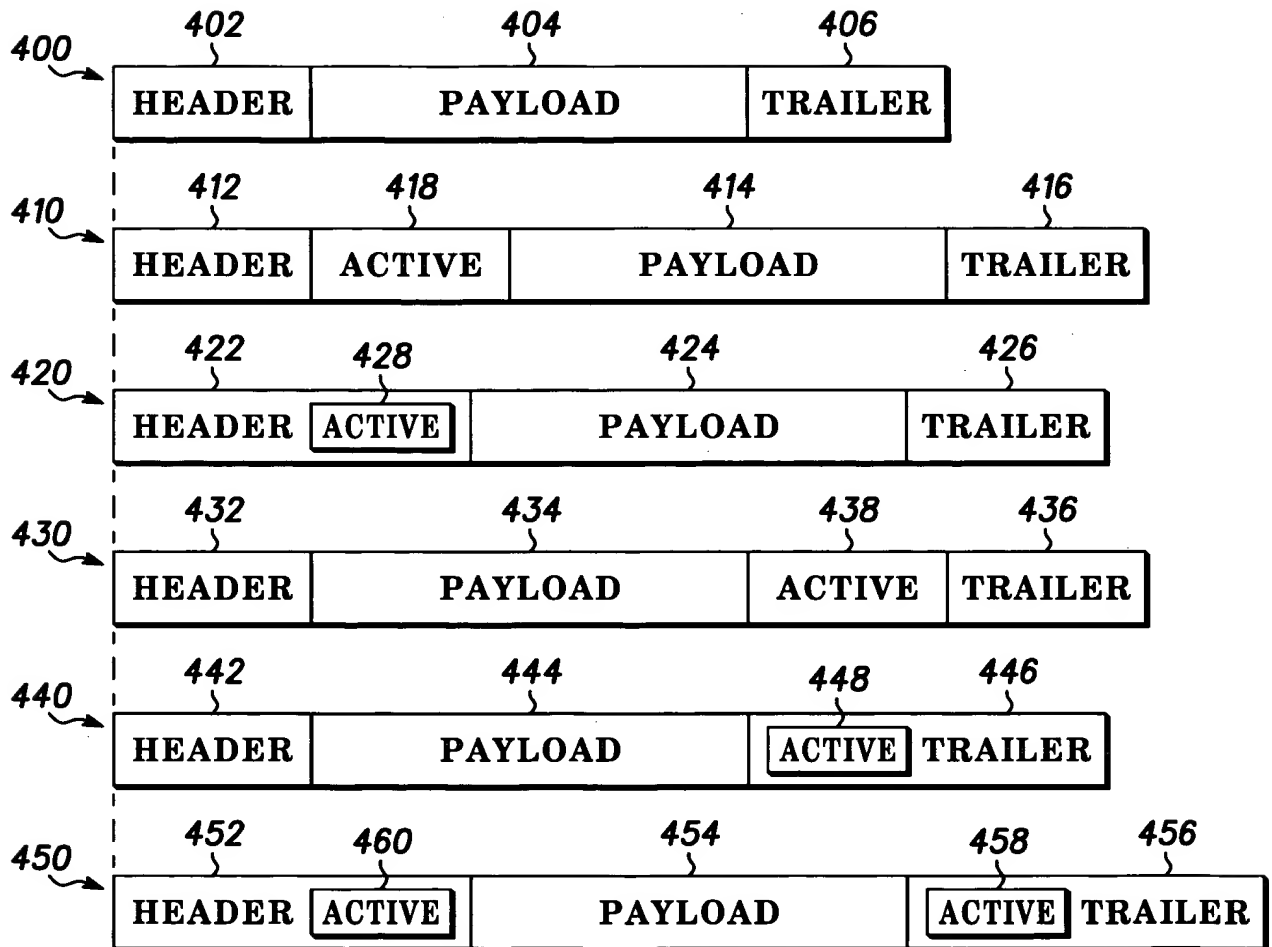 402 404 406
400
HEADER PAYLOAD TRAILER
412 418 414 416
410
HEADER ACTIVE PAYLOAD TRAILER
422 428 424 426
420
HEADER ACTIVE PAYLOAD TRAILER
432 434 438 436
430
HEADER PAYLOAD ACTIVE TRAILER
442 444 448 446
440
HEADER PAYLOAD ACTIVE TRAILER
452 460 454 458 456
450
HEADER ACTIVE PAYLOAD ACTIVE TRAILER